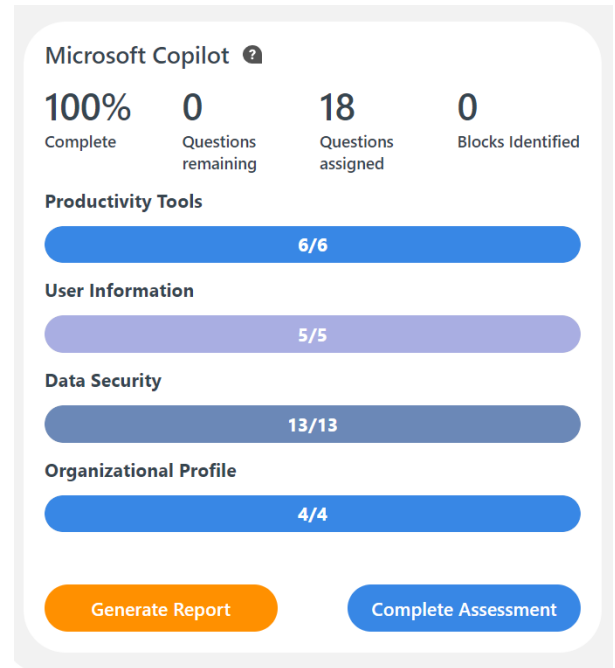 Microsoft Copilot ?
100% 0 18 0
Complete Questions remaining Questions assigned Blocks Identified
Productivity Tools
6/6
User Information
5/5
Data Security
13/13
Organizational Profile
4/4
Generate Report Complete Assessment